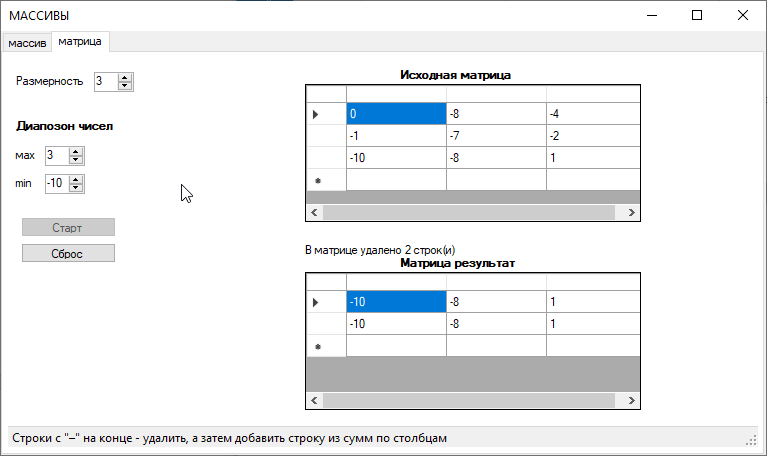 МАССИВЫ
массив матрица
Размерность 3
Исходная матрица
0 -8 -4
-1 -7 -2
-10 -8 1
Диапозон чисел
мах 3
min -10
Старт
Сброс
В матрице удалено 2 строк(и)
Матрица результат
-10 -8 1
-10 -8 1
Строки с "–" на конце - удалить, а затем добавить строку из сумм по столбцам